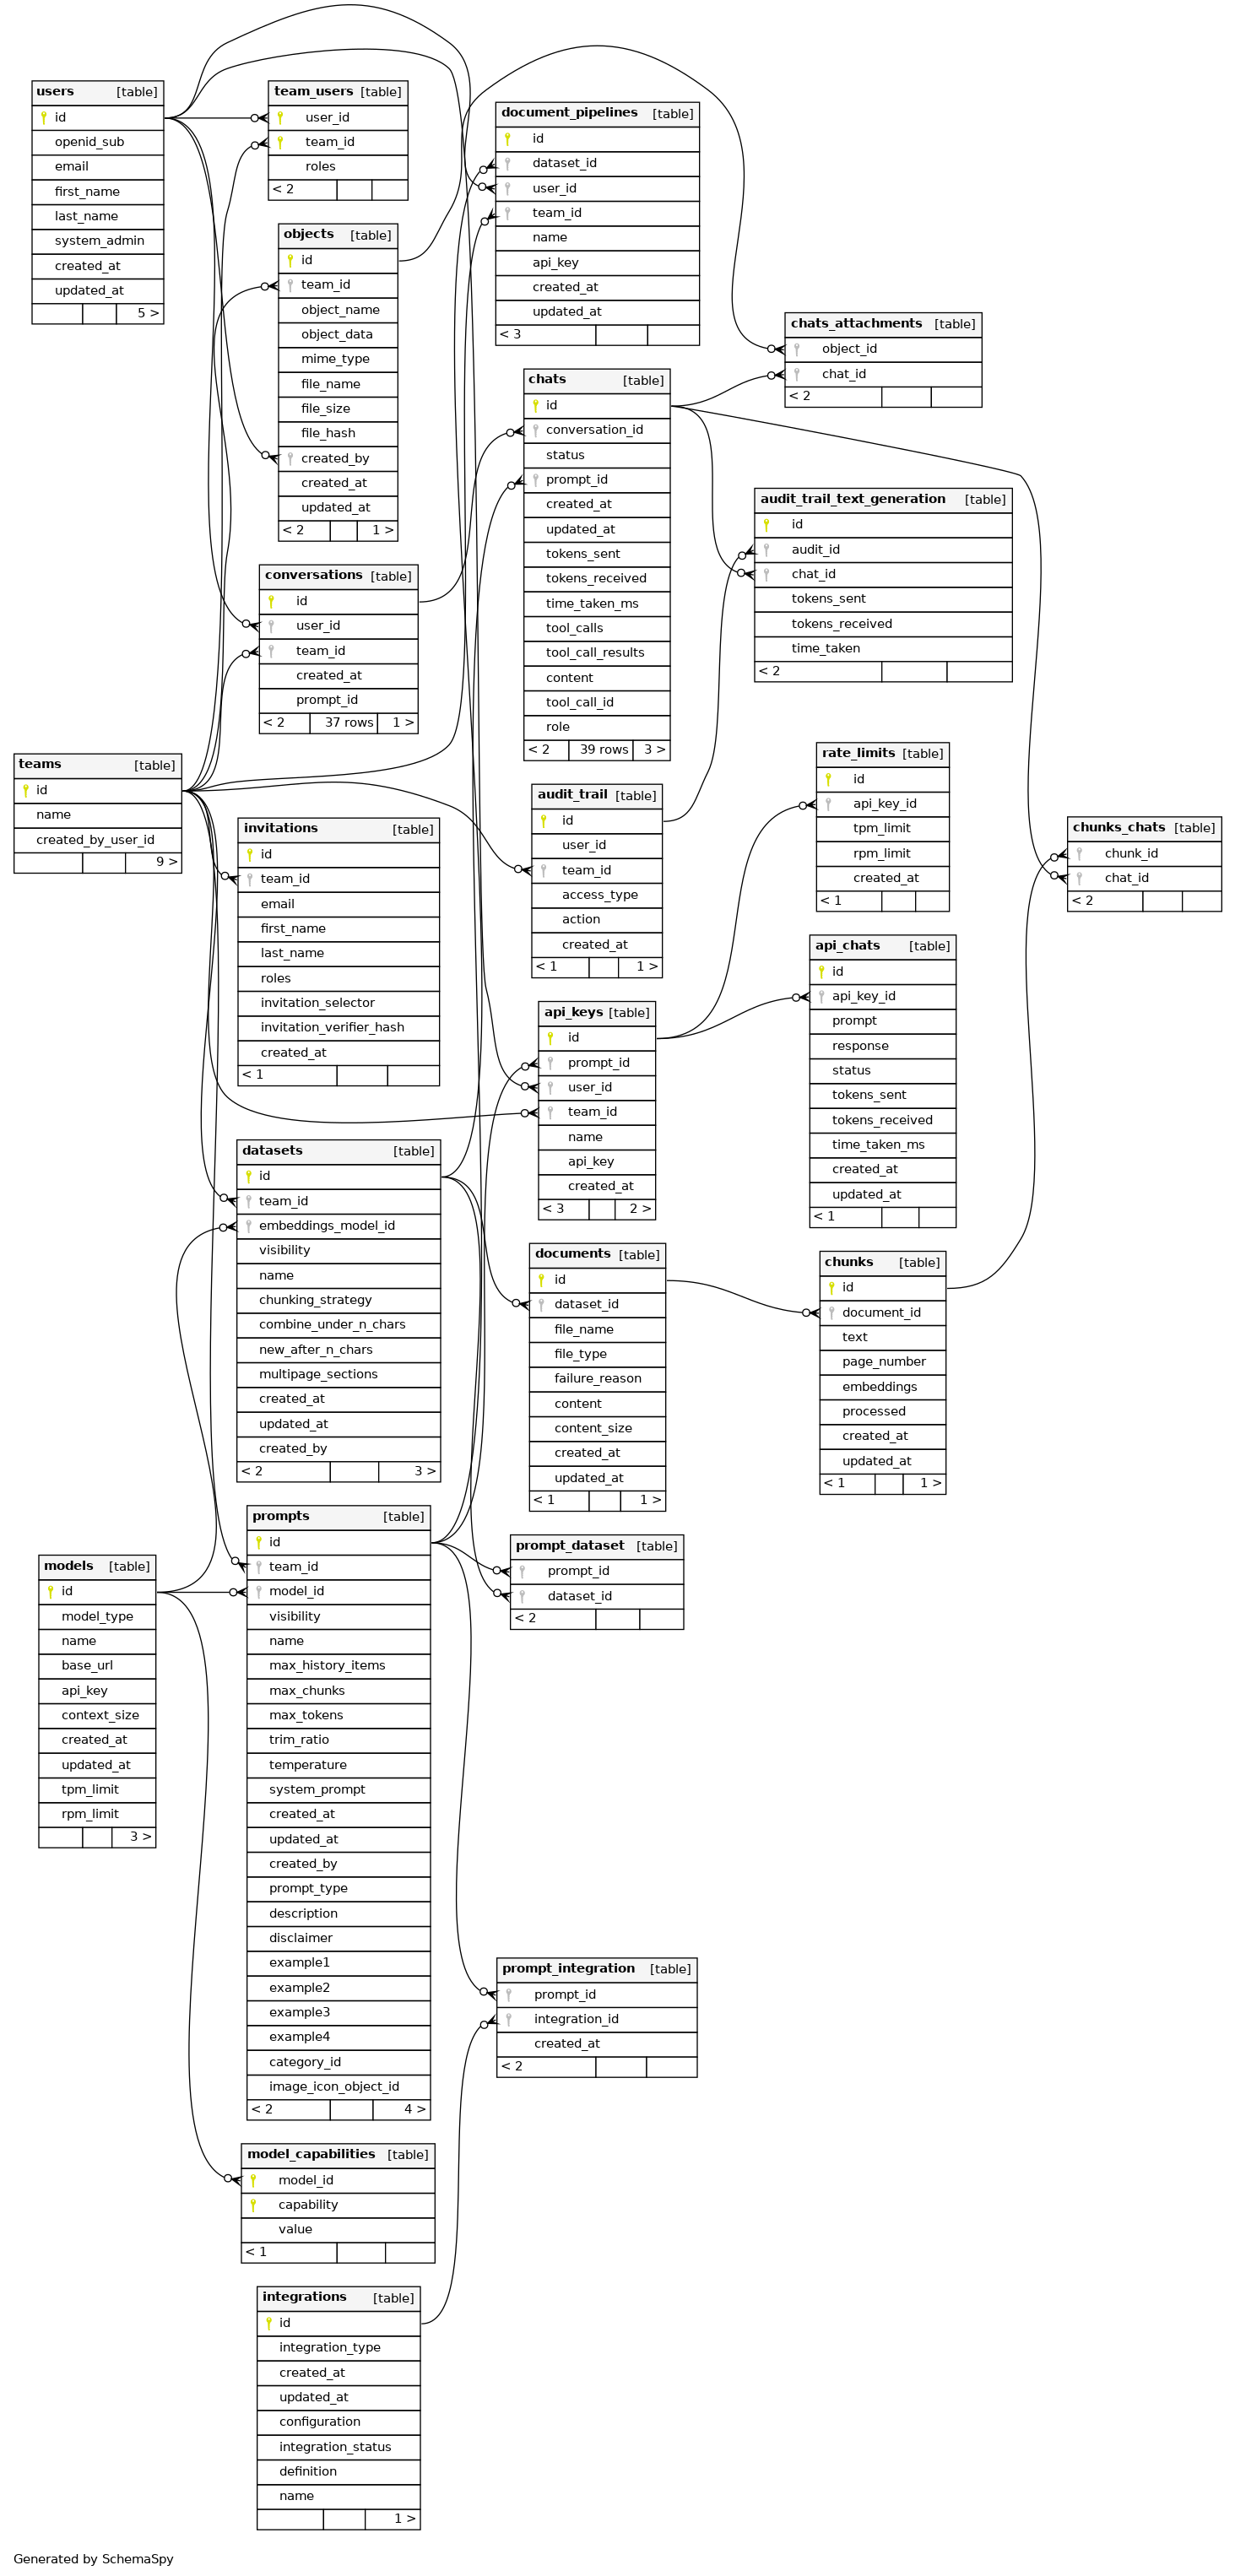 users [table]
id
openid_sub
email
first_name
last_name
system_admin
created_at
updated_at
5 >
team_users [table]
user_id
team_id
roles
< 2
objects [table]
id
team_id
object_name
object_data
mime_type
file_name
file_size
file_hash
created_by
created_at
updated_at
< 2 1 >
conversations [table]
id
user_id
team_id
created_at
prompt_id
< 2 37 rows 1 >
teams [table]
id
name
created_by_user_id
9 >
invitations [table]
id
team_id
email
first_name
last_name
roles
invitation_selector
invitation_verifier_hash
created_at
< 1
datasets [table]
id
team_id
embeddings_model_id
visibility
name
chunking_strategy
combine_under_n_chars
new_after_n_chars
multipage_sections
created_at
updated_at
created_by
< 2 3 >
models [table]
id
model_type
name
base_url
api_key
context_size
created_at
updated_at
tpm_limit
rpm_limit
3 >
prompts [table]
id
team_id
model_id
visibility
name
max_history_items
max_chunks
max_tokens
trim_ratio
temperature
system_prompt
created_at
updated_at
created_by
prompt_type
description
disclaimer
example1
example2
example3
example4
category_id
image_icon_object_id
< 2 4 >
model_capabilities [table]
model_id
capability
value
< 1
integrations [table]
id
integration_type
created_at
updated_at
configuration
integration_status
definition
name
1 >
document_pipelines [table]
id
dataset_id
user_id
team_id
name
api_key
created_at
updated_at
< 3
chats [table]
id
conversation_id
status
prompt_id
created_at
updated_at
tokens_sent
tokens_received
time_taken_ms
tool_calls
tool_call_results
content
tool_call_id
role
< 2 39 rows 3 >
audit_trail [table]
id
user_id
team_id
access_type
action
created_at
< 1 1 >
api_keys [table]
id
prompt_id
user_id
team_id
name
api_key
created_at
< 3 2 >
documents [table]
id
dataset_id
file_name
file_type
failure_reason
content
content_size
created_at
updated_at
< 1 1 >
prompt_dataset [table]
prompt_id
dataset_id
< 2
prompt_integration [table]
prompt_id
integration_id
created_at
< 2
chats_attachments [table]
object_id
chat_id
< 2
audit_trail_text_generation [table]
id
audit_id
chat_id
tokens_sent
tokens_received
time_taken
< 2
rate_limits [table]
id
api_key_id
tpm_limit
rpm_limit
created_at
< 1
api_chats [table]
id
api_key_id
prompt
response
status
tokens_sent
tokens_received
time_taken_ms
created_at
updated_at
< 1
chunks [table]
id
document_id
text
page_number
embeddings
processed
created_at
updated_at
< 1 1 >
chunks_chats [table]
chunk_id
chat_id
< 2
Generated by SchemaSpy